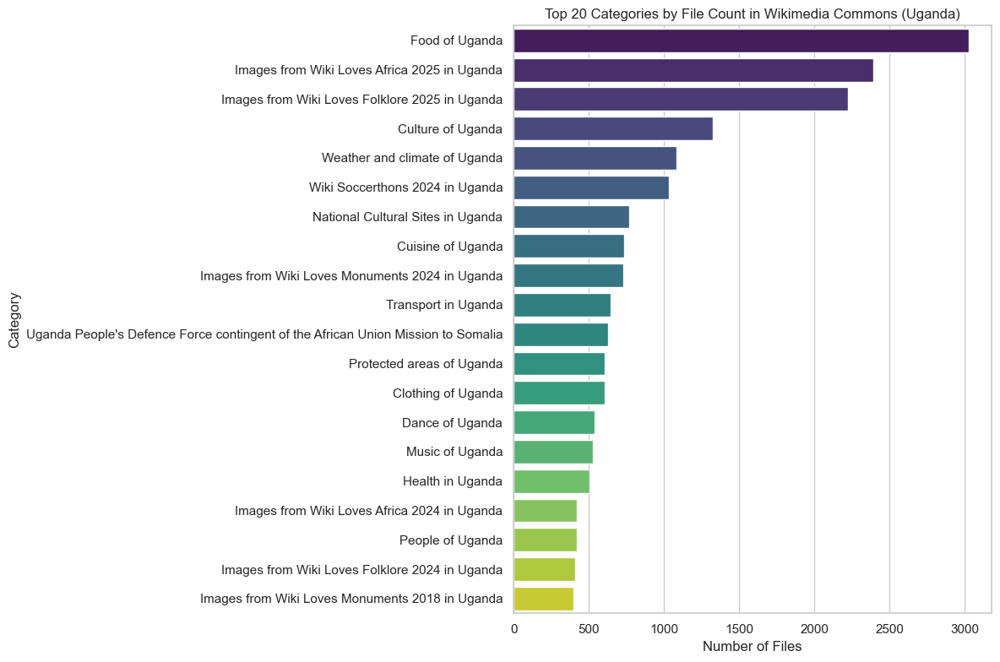 Top 20 Categories by File Count in Wikimedia Commons (Uganda)
Category
Food of Uganda
Images from Wiki Loves Africa 2025 in Uganda
Images from Wiki Loves Folklore 2025 in Uganda
Culture of Uganda
Weather and climate of Uganda
Wiki Soccerthons 2024 in Uganda
National Cultural Sites in Uganda
Cuisine of Uganda
Images from Wiki Loves Monuments 2024 in Uganda
Transport in Uganda
Uganda People's Defence Force contingent of the African Union Mission to Somalia
Protected areas of Uganda
Clothing of Uganda
Dance of Uganda
Music of Uganda
Health in Uganda
Images from Wiki Loves Africa 2024 in Uganda
People of Uganda
Images from Wiki Loves Folklore 2024 in Uganda
Images from Wiki Loves Monuments 2018 in Uganda
0 500 1000 1500 2000 2500 3000
Number of Files